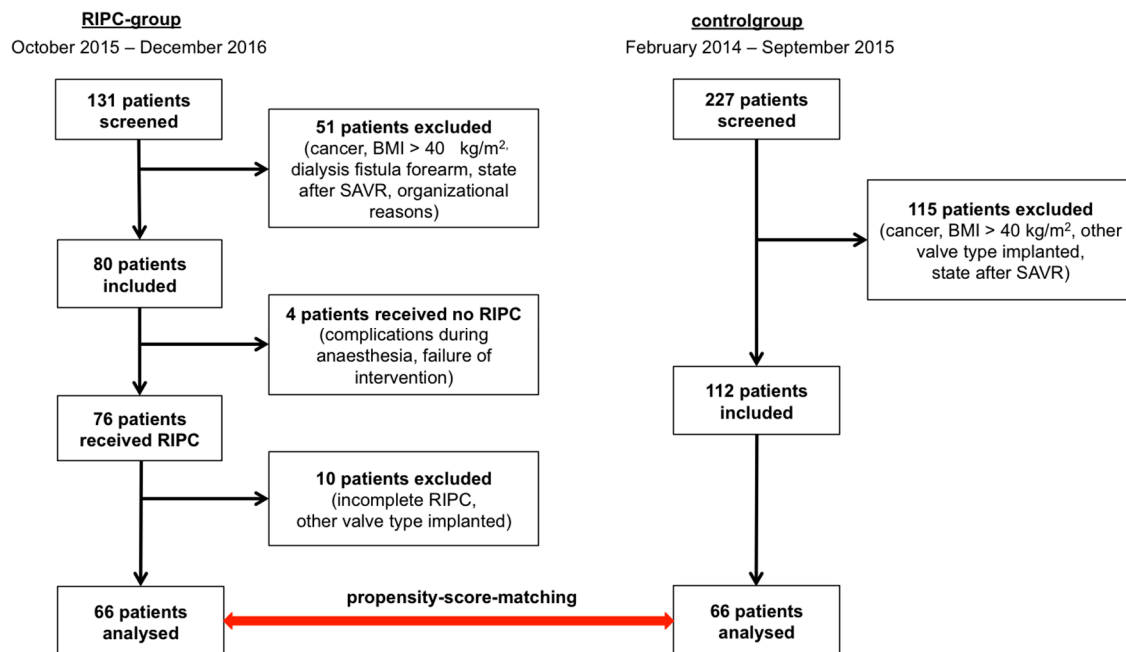 RIPC-group
October 2015 – December 2016
131 patients
screened
51 patients excluded
(cancer, BMI > 40 kg/m²,
dialysis fistula forearm, state
after SAVR, organizational
reasons)
80 patients
included
4 patients received no RIPC
(complications during
anaesthesia, failure of
intervention)
76 patients
received RIPC
10 patients excluded
(incomplete RIPC,
other valve type implanted)
66 patients
analysed
propensity-score-matching
controlgroup
February 2014 – September 2015
227 patients
screened
115 patients excluded
(cancer, BMI > 40 kg/m², other
valve type implanted,
state after SAVR)
112 patients
included
66 patients
analysed